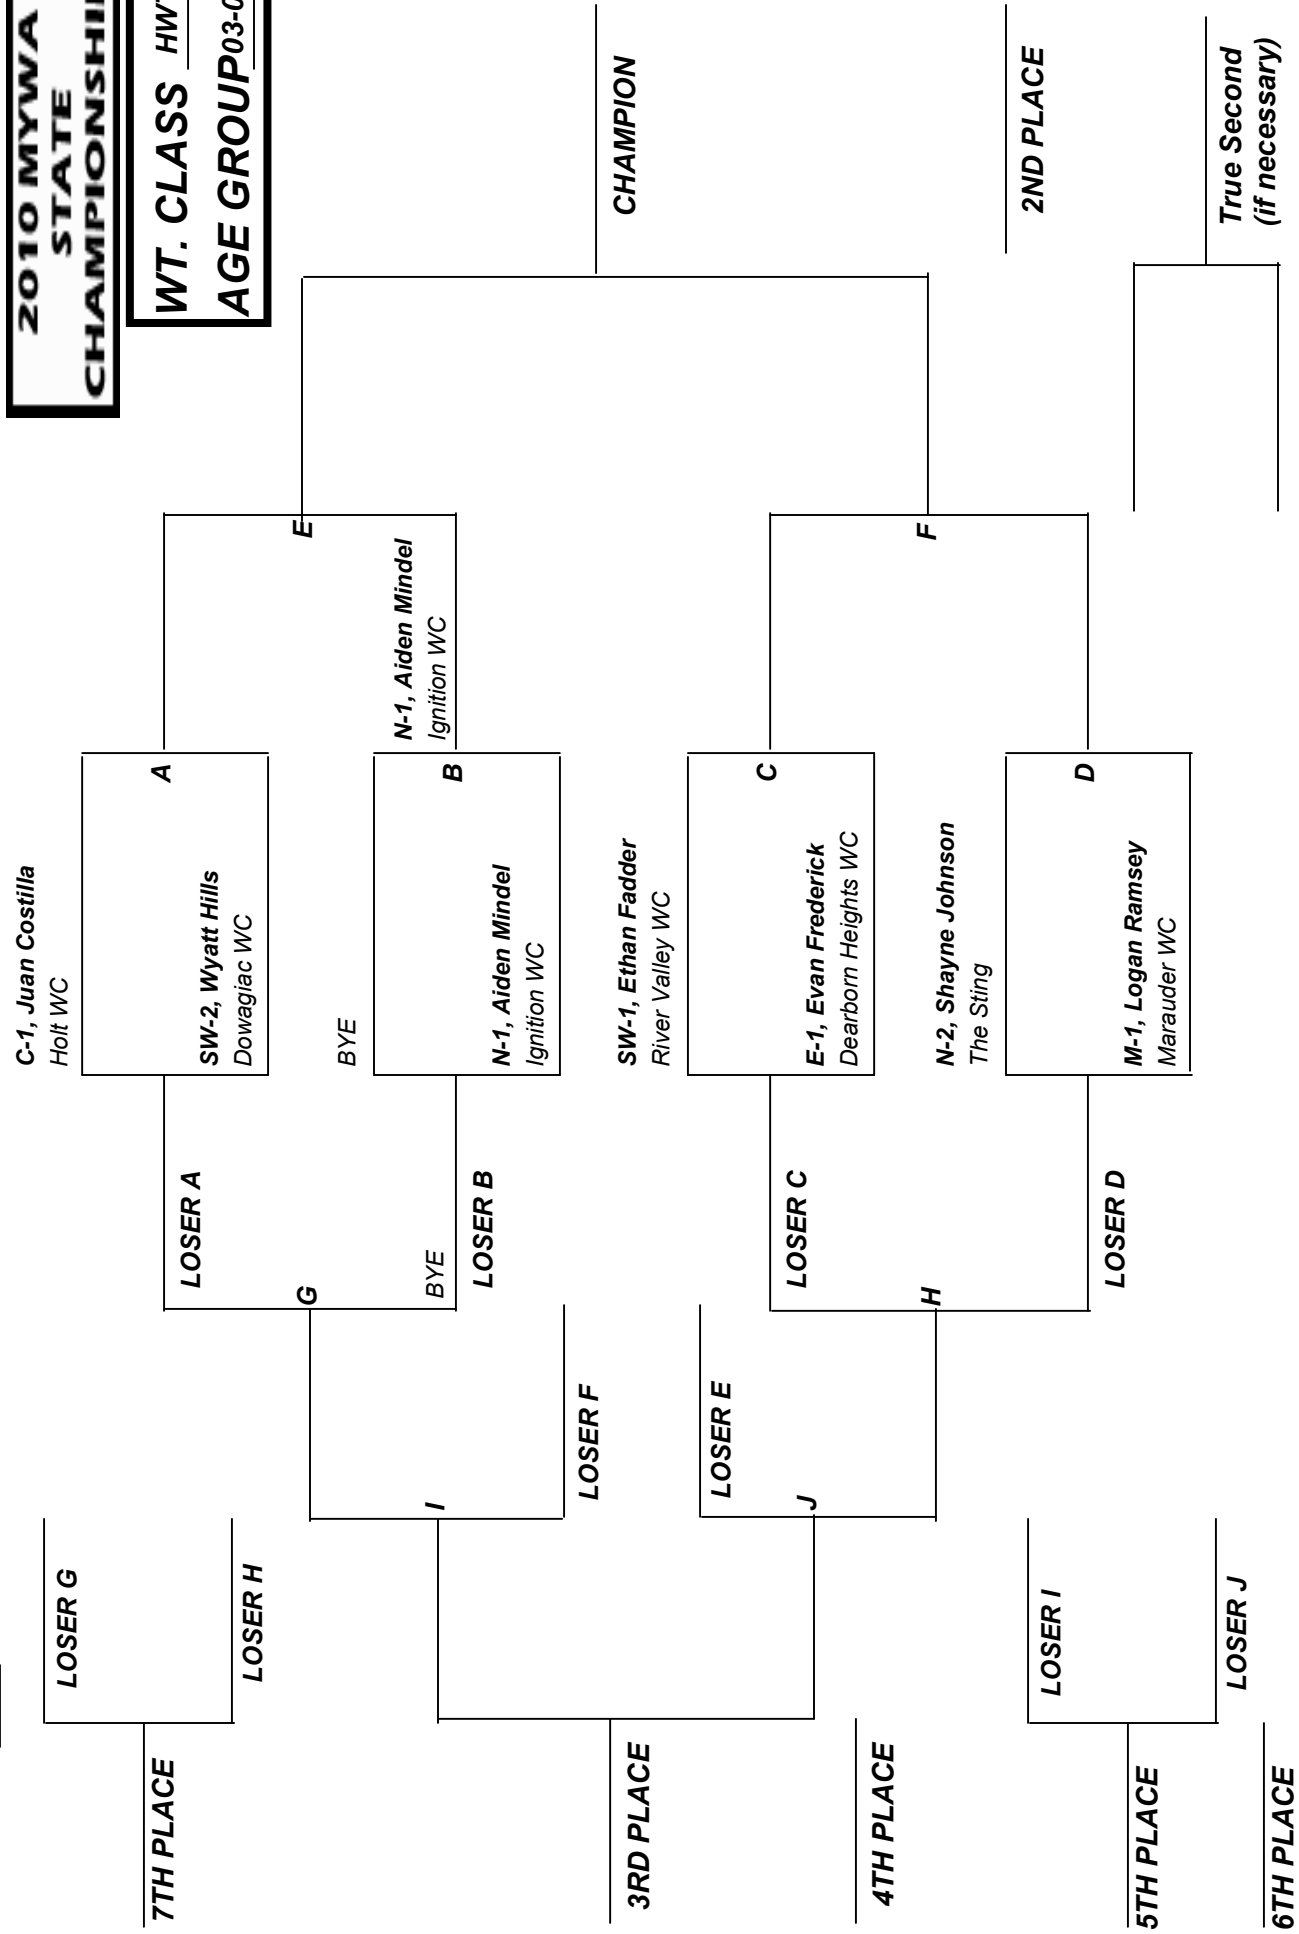 2010 MYWA
STATE
WT. CLASS HWT
AGE GROUP
C-1, Juan Costilla
Holt WC
A
SW-2, Wyatt Hills
Dowagiac WC
BYE
B
N-1, Aiden Mindel
Ignition WC
SW-1, Ethan Fadder
River Valley WC
C
E-1, Evan Frederick
Dearborn Heights WC
N-2, Shayne Johnson
The Sting
D
M-1, Logan Ramsey
Marauder WC
E
N-1, Aiden Mindel
Ignition WC
F
CHAMPION
2ND PLACE
True Second
(if necessary)
LOSER A
G
BYE
LOSER B
LOSER C
H
LOSER D
I
LOSER F
LOSER E
J
LOSER G
LOSER H
7TH PLACE
3RD PLACE
4TH PLACE
LOSER I
LOSER J
5TH PLACE
6TH PLACE